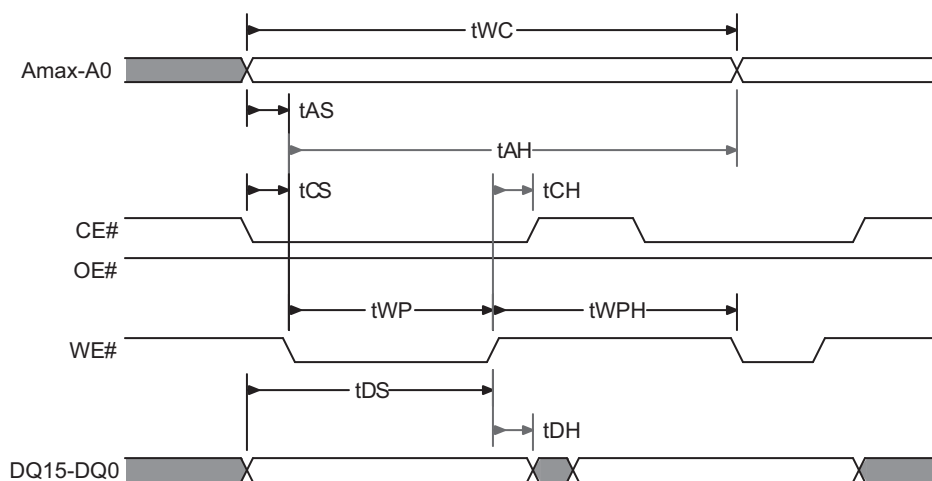 tWC
Amax-A0
tAS
tAH
tCS
tCH
CE#
OE#
tWP
tWPH
WE#
tDS
tDH
DQ15-DQ0